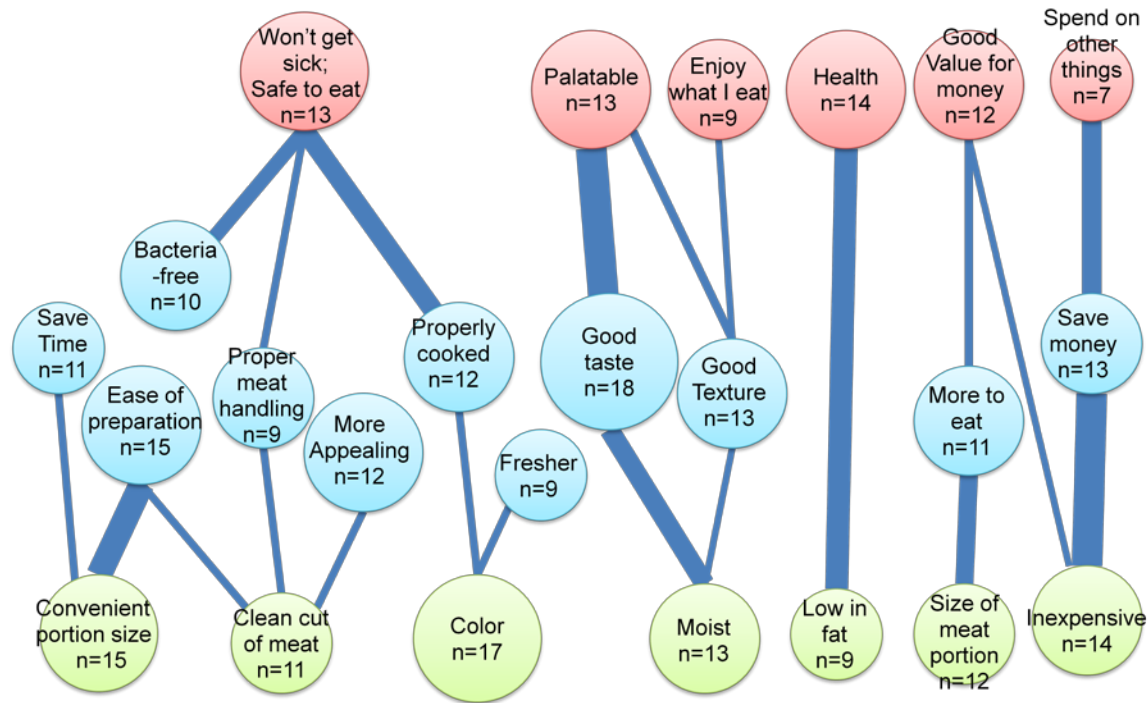 Won't get
sick;
Safe to eat
n=13
Palatable
n=13
Enjoy
what I eat
n=9
Health
n=14
Good
Value for
money
n=12
Spend on
other
things
n=7
Bacteria
-free
n=10
Save
Time
n=11
Ease of
preparation
n=15
Proper
meat
handling
n=9
More
Appealing
n=12
Properly
cooked
n=12
Fresher
n=9
Good
taste
n=18
Good
Texture
n=13
More to
eat
n=11
Save
money
n=13
Convenient
portion size
n=15
Clean cut
of meat
n=11
Color
n=17
Moist
n=13
Low in
fat
n=9
Size of
meat
portion
n=12
Inexpensive
n=14